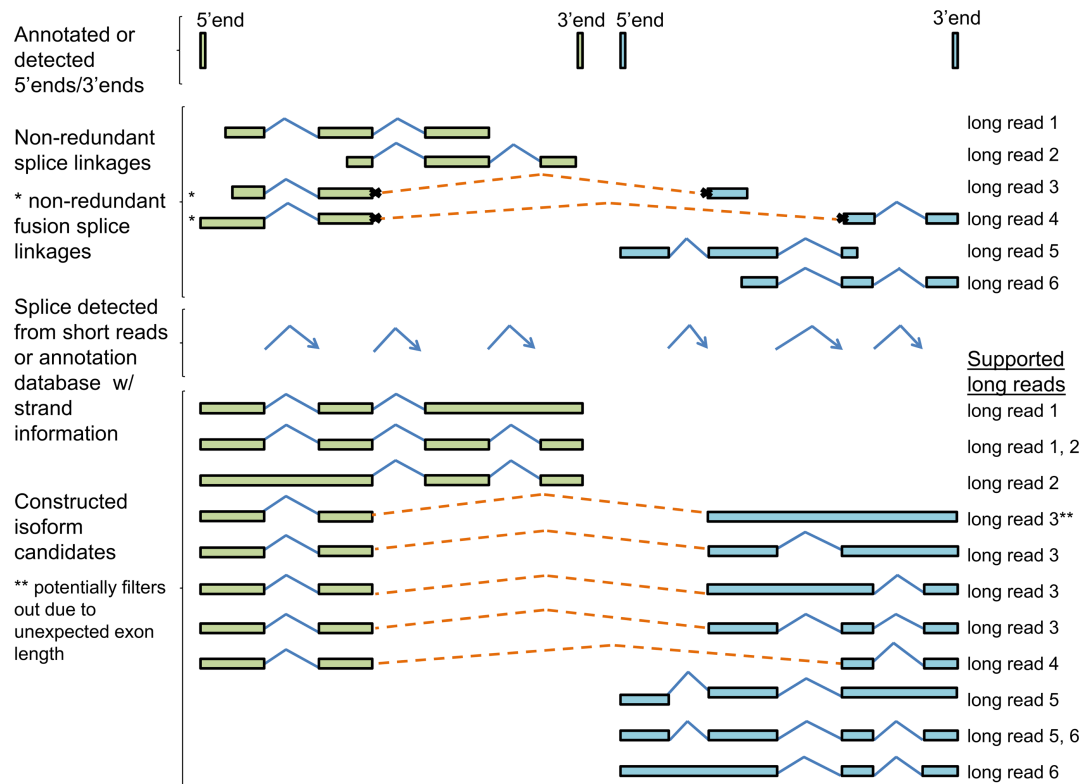 5'end
3'end
5'end
3'end
Annotated or
detected
5'ends/3'ends
Non-redundant
splice linkages
* non-redundant
fusion splice
linkages
*
*
long read 1
long read 2
long read 3
long read 4
long read 5
long read 6
Splice detected
from short reads
or annotation
database w/
strand
information
Supported
long reads
long read 1
long read 1, 2
long read 2
long read 3**
long read 3
long read 3
long read 3
long read 4
long read 5
long read 5, 6
long read 6
Constructed
isoform
candidates
** potentially filters
out due to
unexpected exon
length